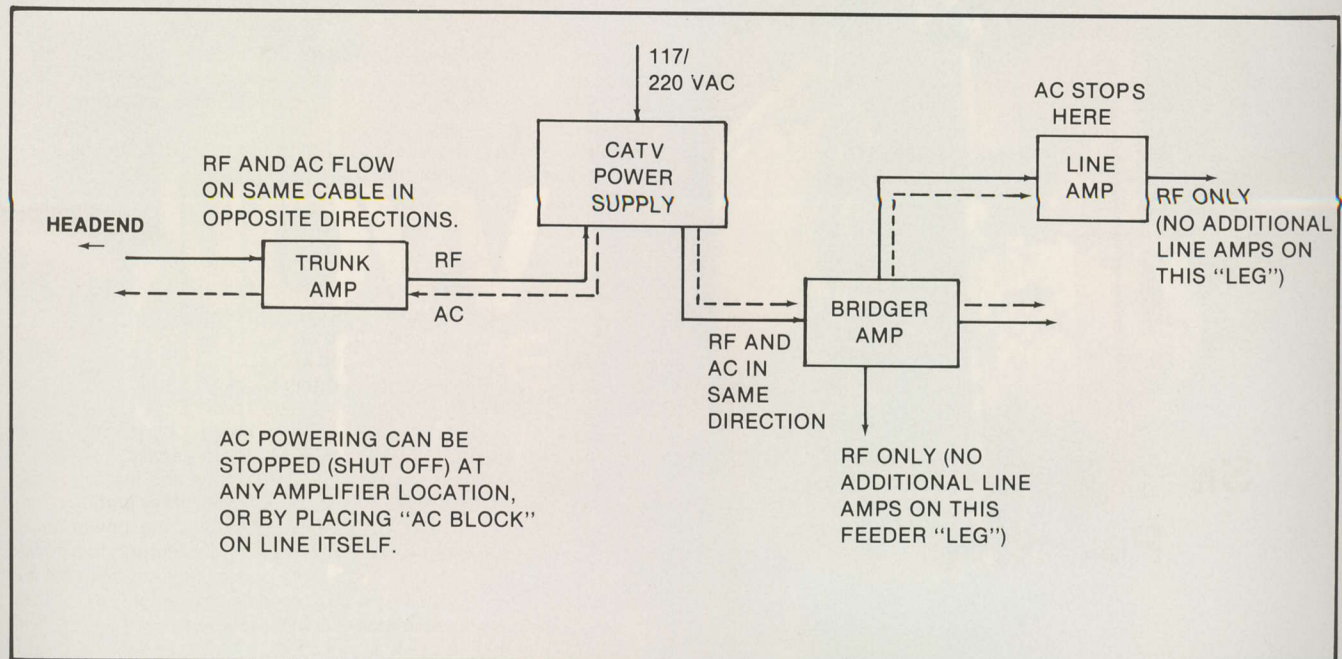 117/
220 VAC
AC STOPS
HERE
CATV
POWER
SUPPLY
LINE
AMP
RF AND AC FLOW
ON SAME CABLE IN
OPPOSITE DIRECTIONS.
RF ONLY
(NO ADDITIONAL
LINE AMPS ON
THIS “LEG”)
HEADEND
TRUNK
AMP
RF
AC
BRIDGER
AMP
RF AND
AC IN
SAME
DIRECTION
AC POWERING CAN BE
STOPPED (SHUT OFF) AT
ANY AMPLIFIER LOCATION,
OR BY PLACING “AC BLOCK”
ON LINE ITSELF.
RF ONLY (NO
ADDITIONAL LINE
AMPS ON THIS
FEEDER “LEG”)